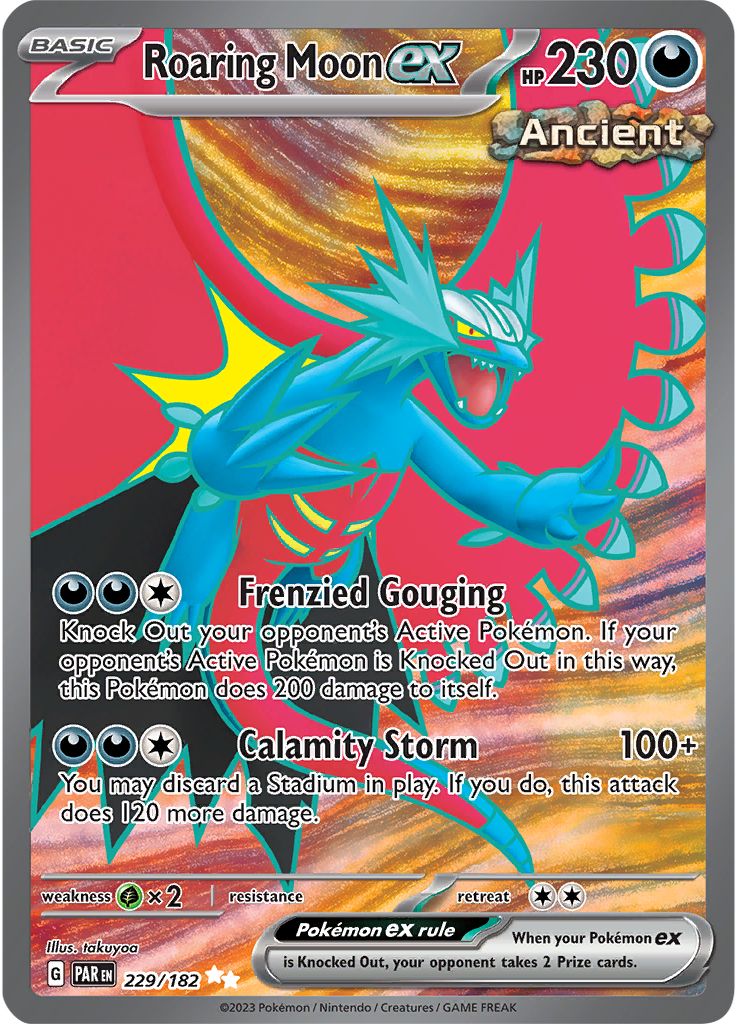 BASIC Roaring Moon ex HP 230
Ancient
Frenzied Gouging
Knock Out your opponent's Active Pokémon. If your
opponent's Active Pokémon is Knocked Out in this way,
this Pokémon does 200 damage to itself.
Calamity Storm 100+
You may discard a Stadium in play. If you do, this attack
does 120 more damage.
weakness ×2 resistance retreat
Illus. takuyoa
Pokémon ex rule When your Pokémon ex
is Knocked Out, your opponent takes 2 Prize cards.
G PAR EN 229/182
©2023 Pokémon / Nintendo / Creatures / GAME FREAK